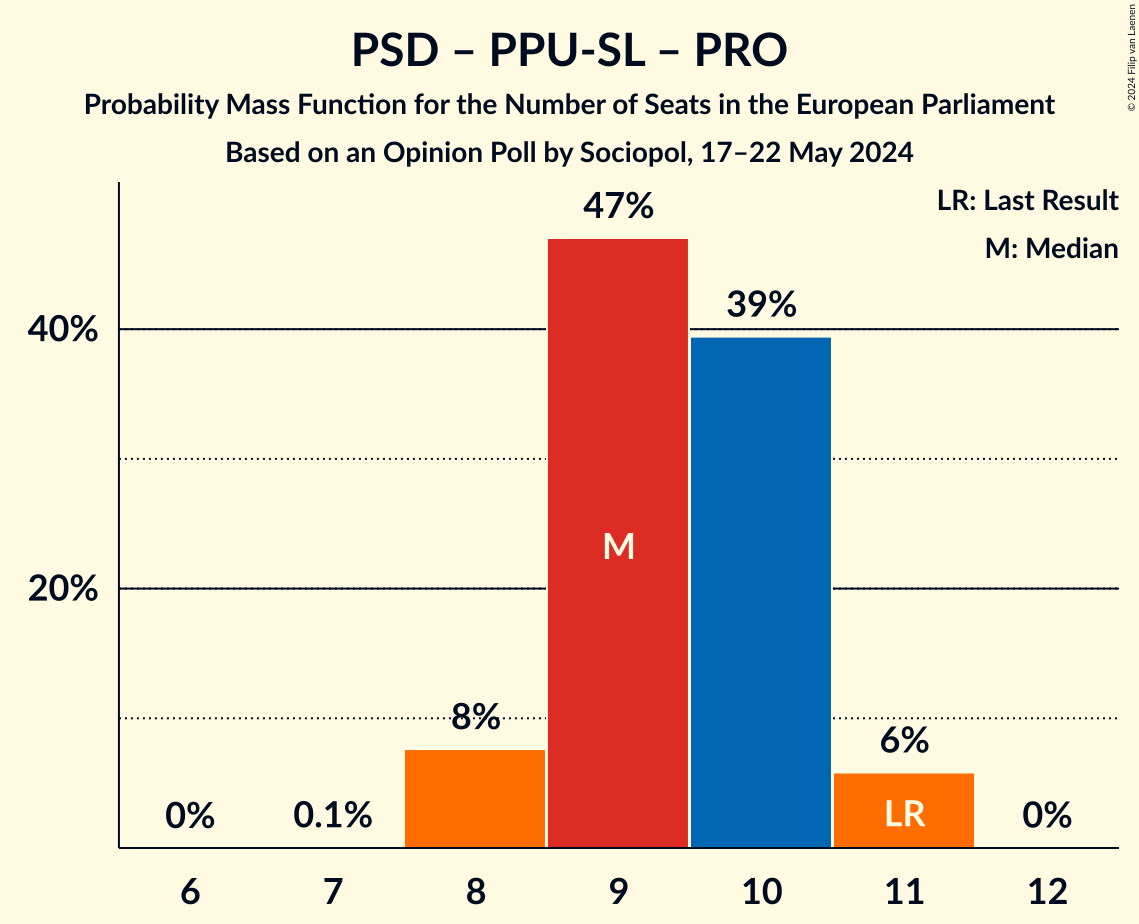 PSD – PPU-SL – PRO
Probability Mass Function for the Number of Seats in the European Parliament
Based on an Opinion Poll by Sociopol, 17–22 May 2024
© 2024 Filip van Laenen
LR: Last Result
M: Median
47%
39%
40%
M
20%
8%
6%
0%
0.1%
LR
0%
6
7
8
9
10
11
12